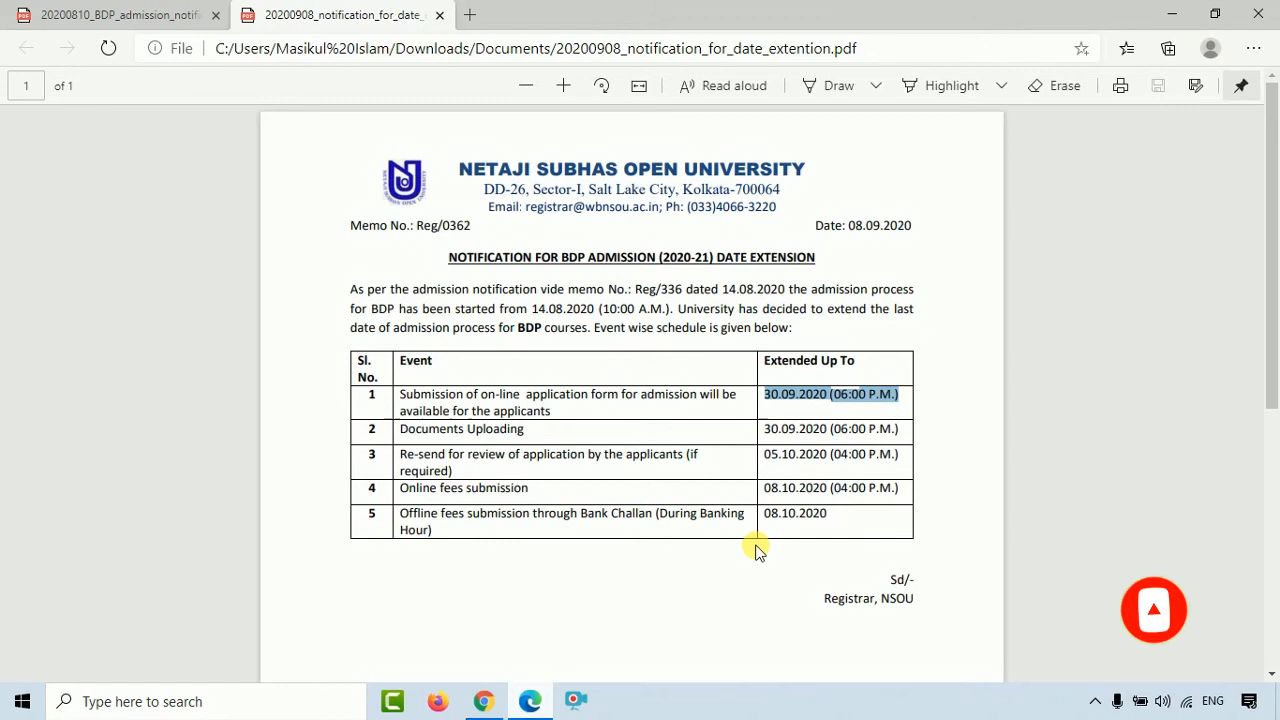 20200810_BDP_admission_notifi
20200908_notification_for_date_
File
C:/Users/Masikul%20Islam/Downloads/Documents/20200908_notification_for_date_extention.pdf
1 of 1
Read aloud
Draw
Highlight
Erase
NETAJI SUBHAS OPEN UNIVERSITY
DD-26, Sector-I, Salt Lake City, Kolkata-700064
Email: registrar@wbnsou.ac.in; Ph: (033)4066-3220
Memo No.: Reg/0362 Date: 08.09.2020
NOTIFICATION FOR BDP ADMISSION (2020-21) DATE EXTENSION
As per the admission notification vide memo No.: Reg/336 dated 14.08.2020 the admission process
for BDP has been started from 14.08.2020 (10:00 A.M.). University has decided to extend the last
date of admission process for BDP courses. Event wise schedule is given below:
Sl. No. Event Extended Up To
1 Submission of on-line application form for admission will be 30.09.2020 (06:00 P.M.)
available for the applicants
2 Documents Uploading 30.09.2020 (06:00 P.M.)
3 Re-send for review of application by the applicants (if 05.10.2020 (04:00 P.M.)
required)
4 Online fees submission 08.10.2020 (04:00 P.M.)
5 Offline fees submission through Bank Challan (During Banking 08.10.2020
Hour)
Sd/-
Registrar, NSOU
Type here to search
ENG